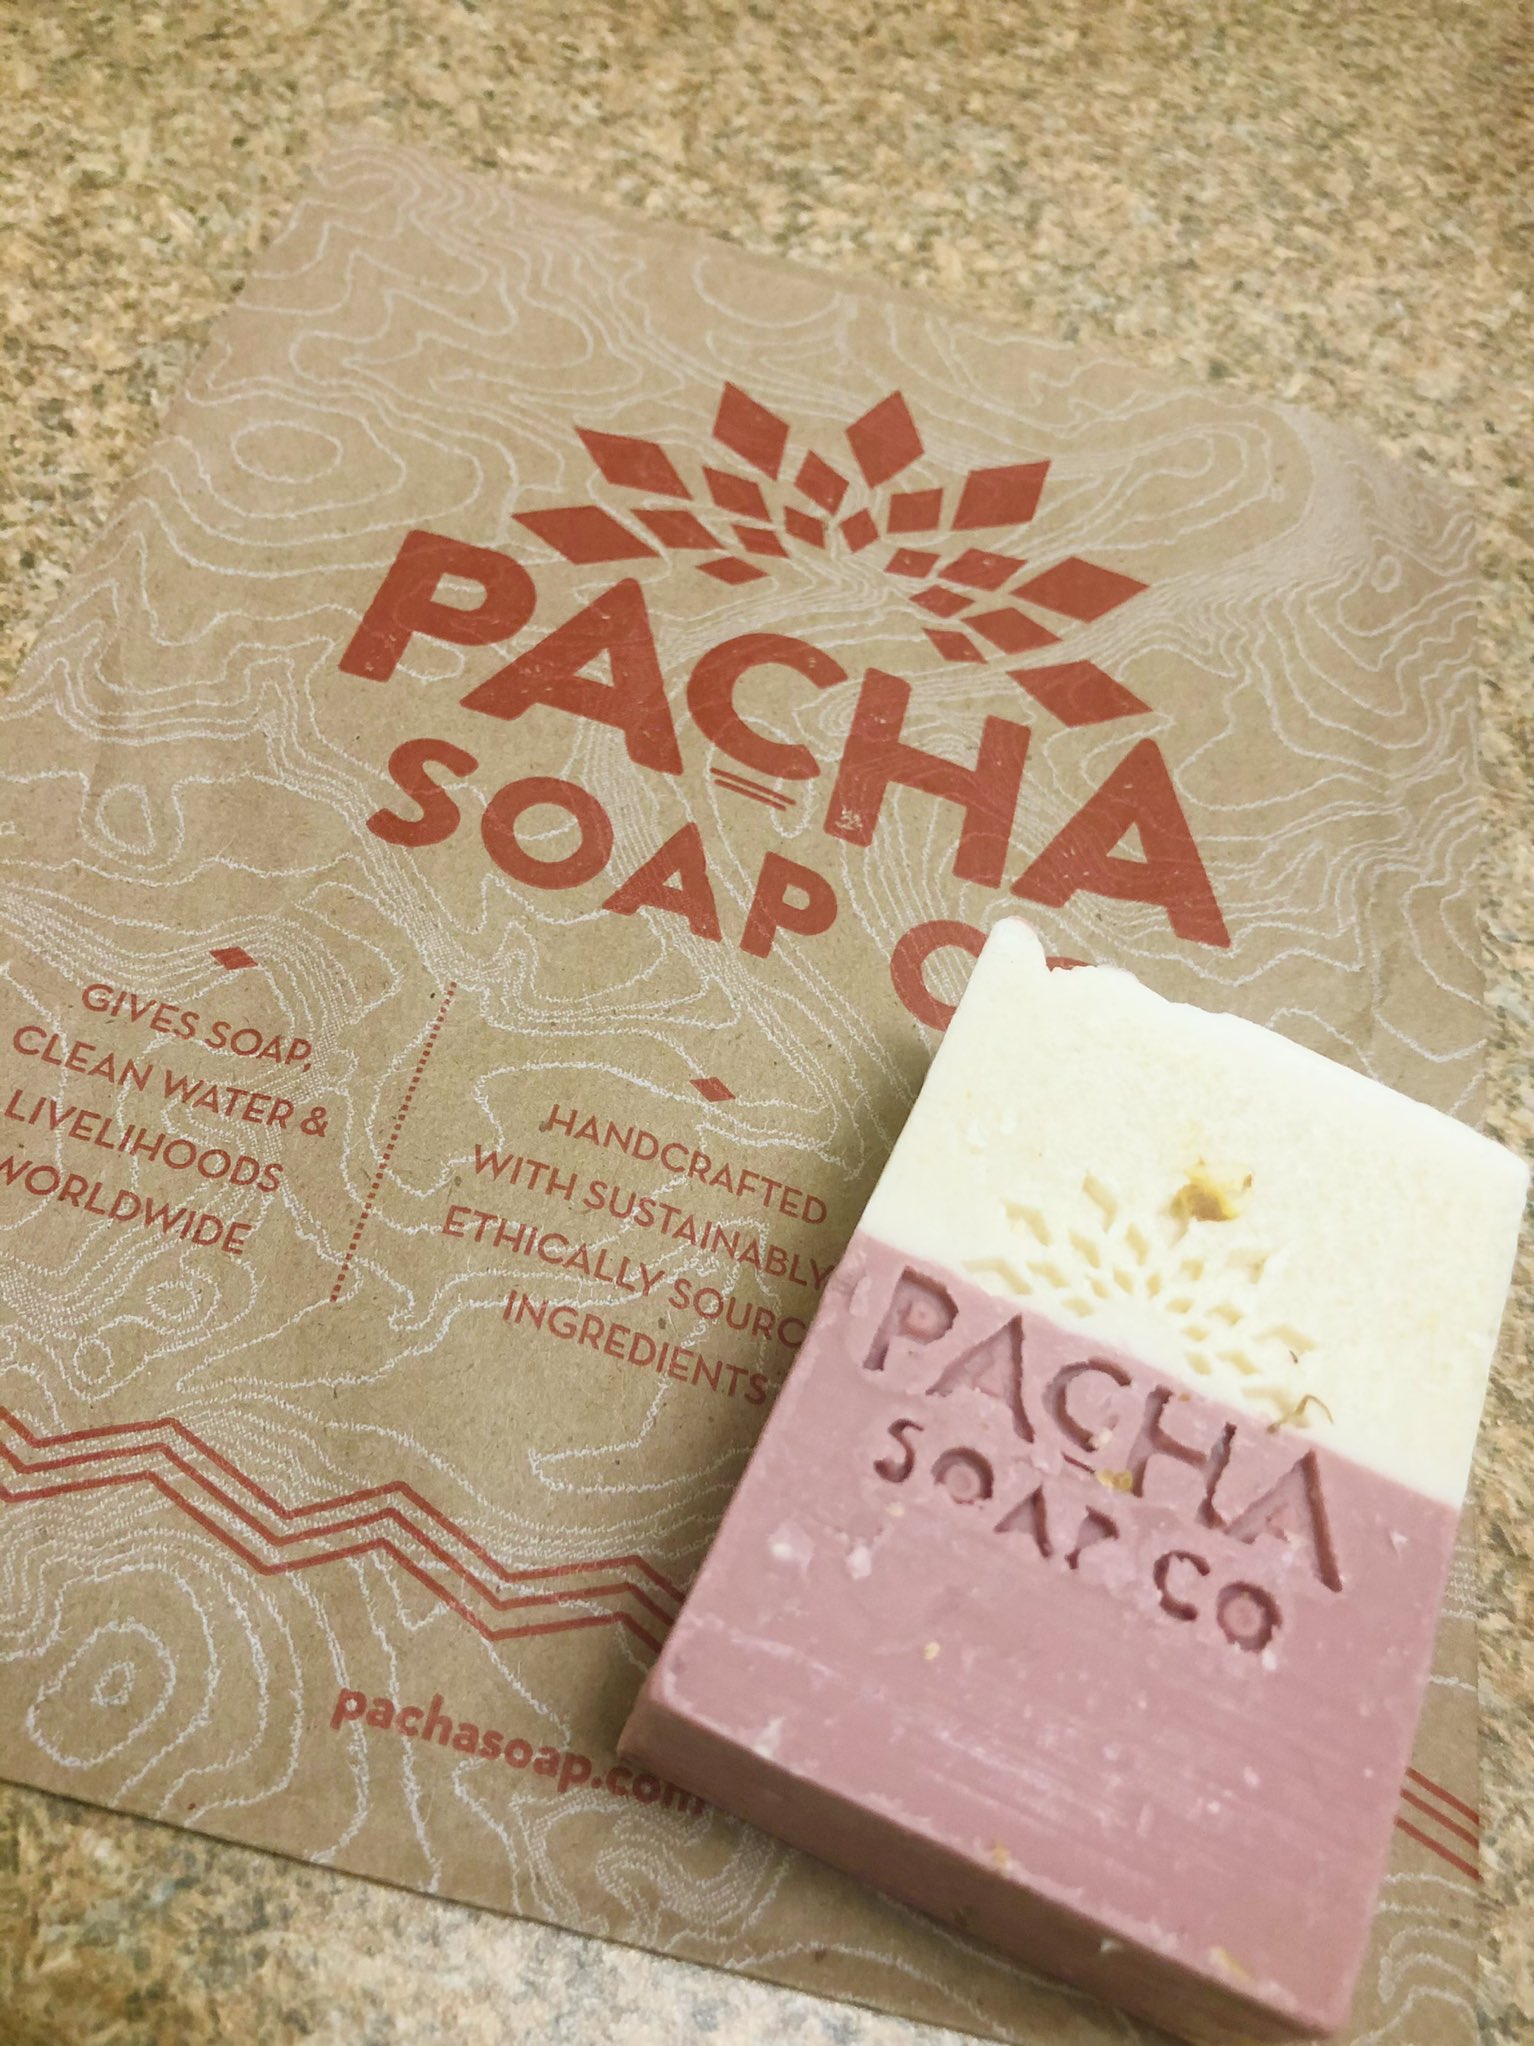 PACHA
SOAP CO
GIVES SOAP,
CLEAN WATER &
LIVELIHOODS
WORLDWIDE
HANDCRAFTED
WITH SUSTAINABLY
ETHICALLY SOURC
INGREDIENTS
pachasoap.com
PACHA
SOAP CO